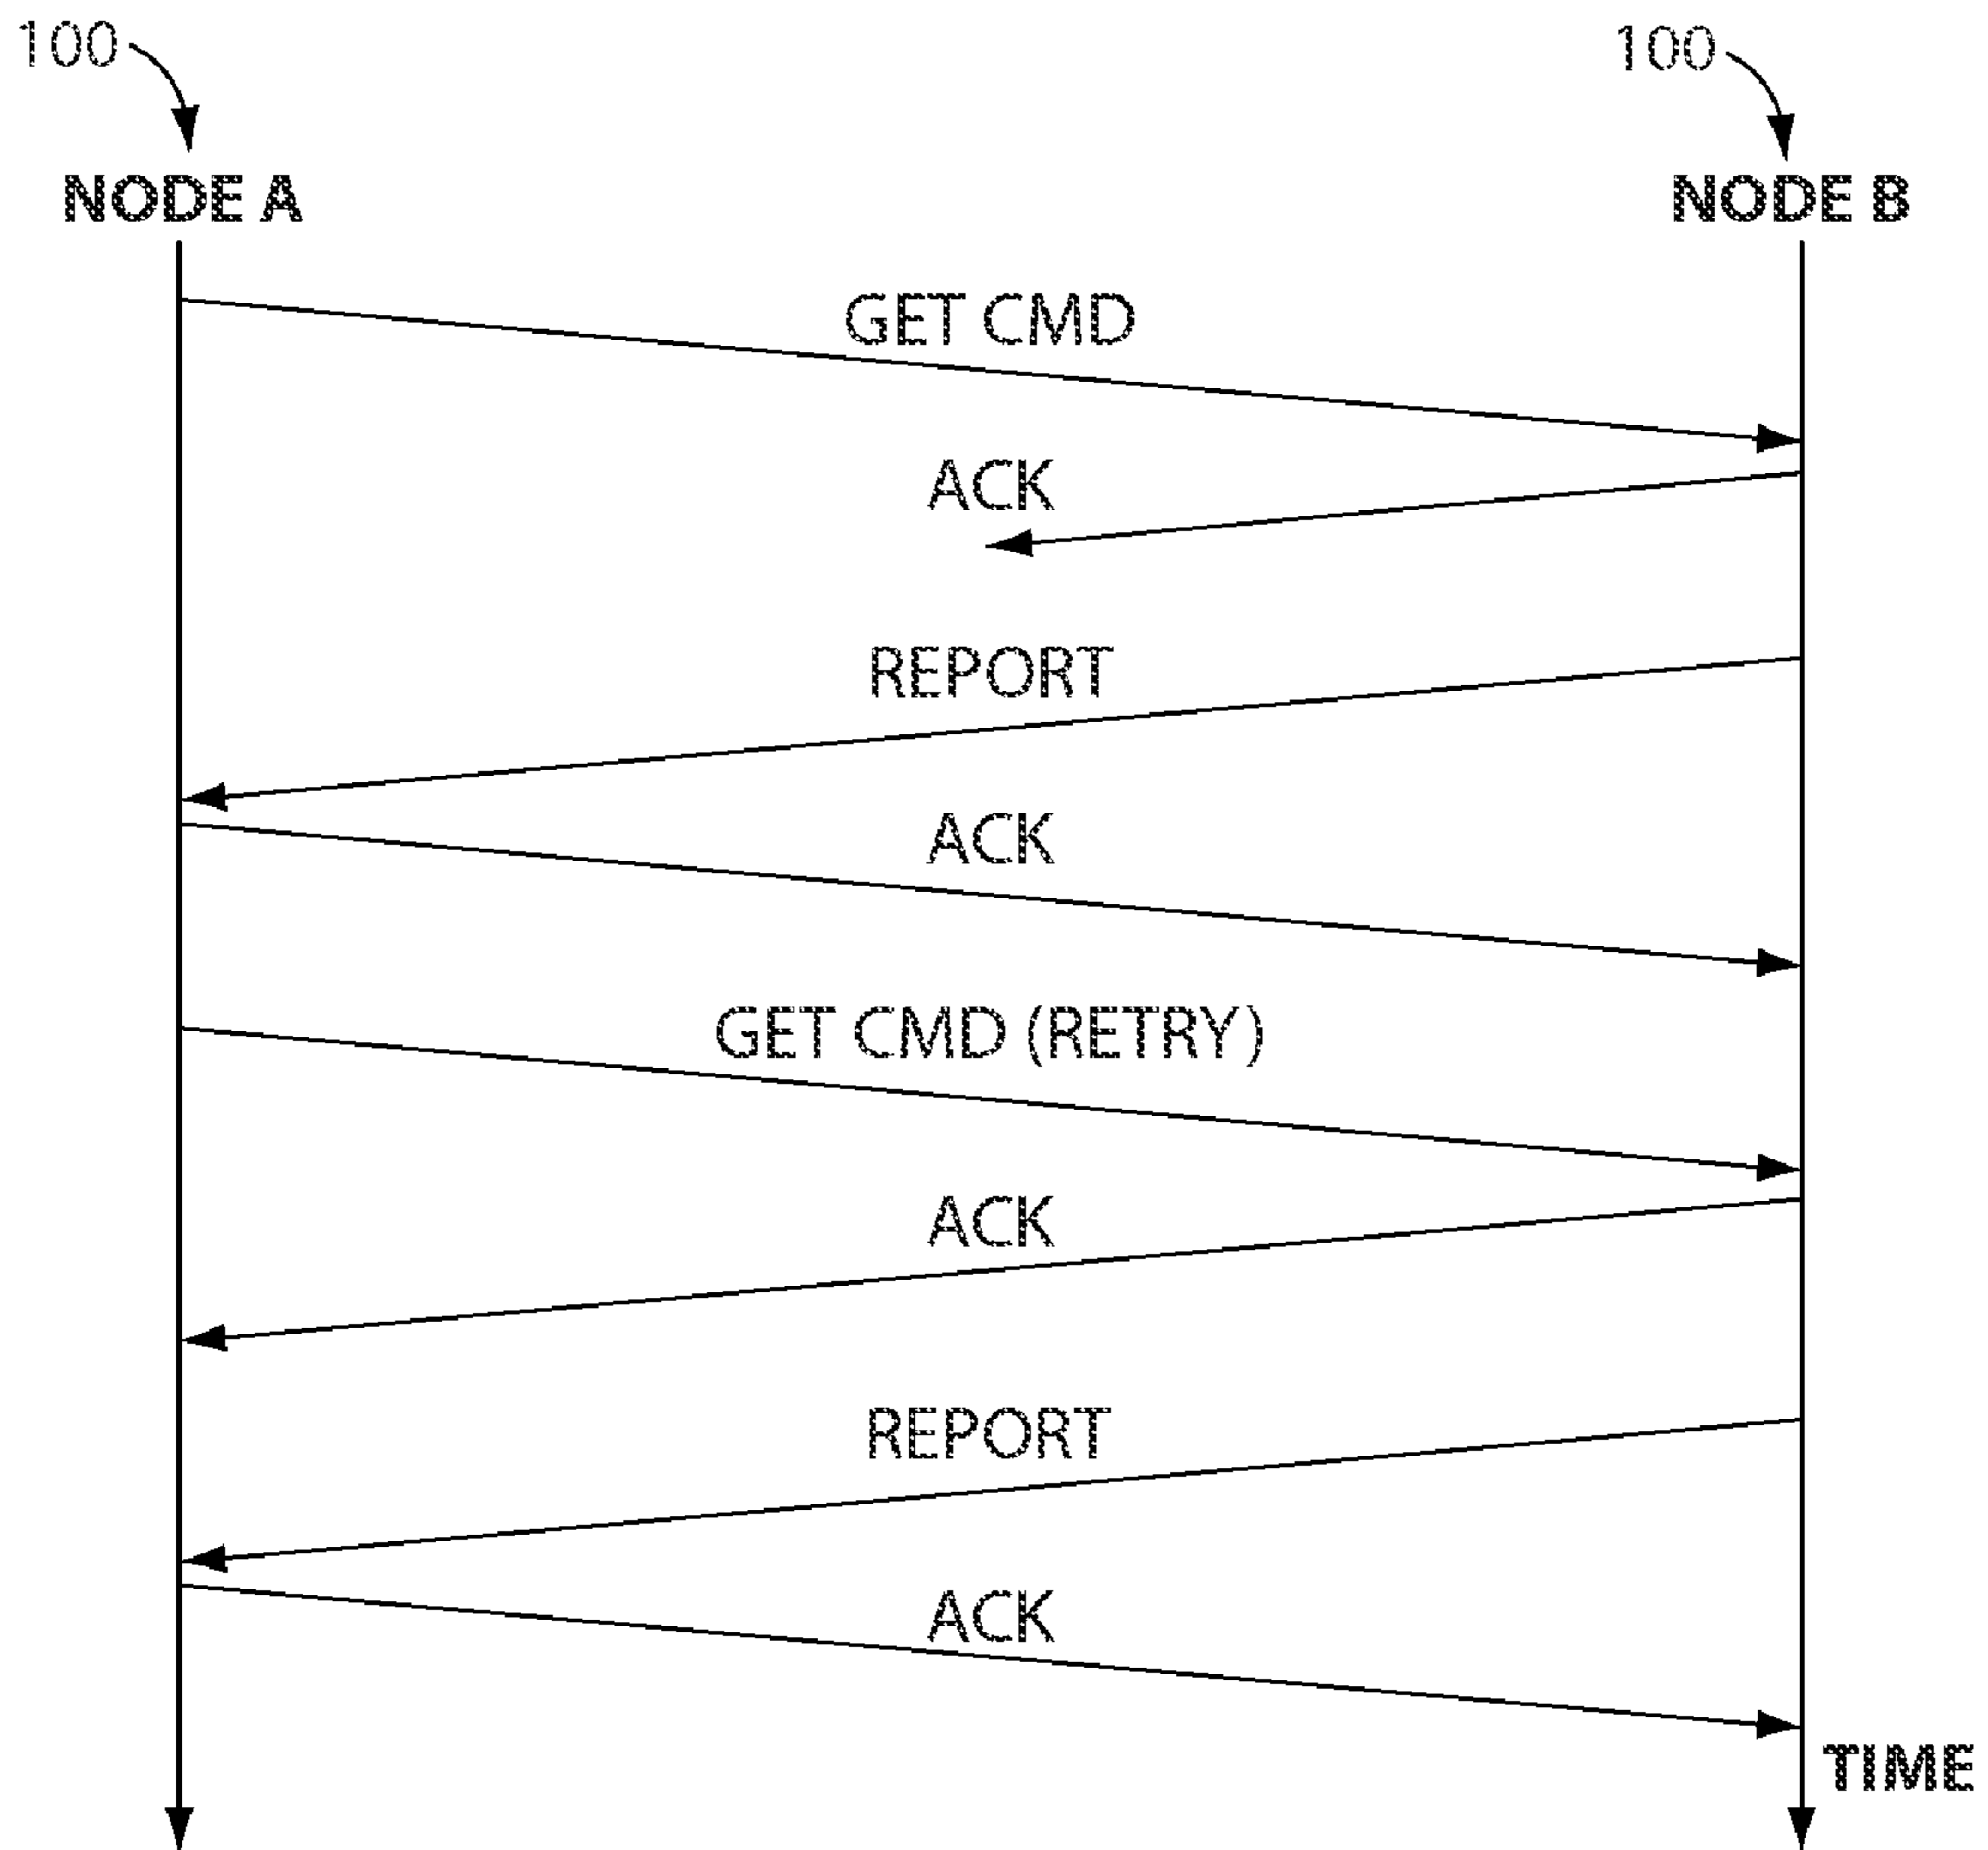 100
100
NODE A
NODE B
GET CMD
ACK
REPORT
ACK
GET CMD (RETRY)
ACK
REPORT
ACK
TIME